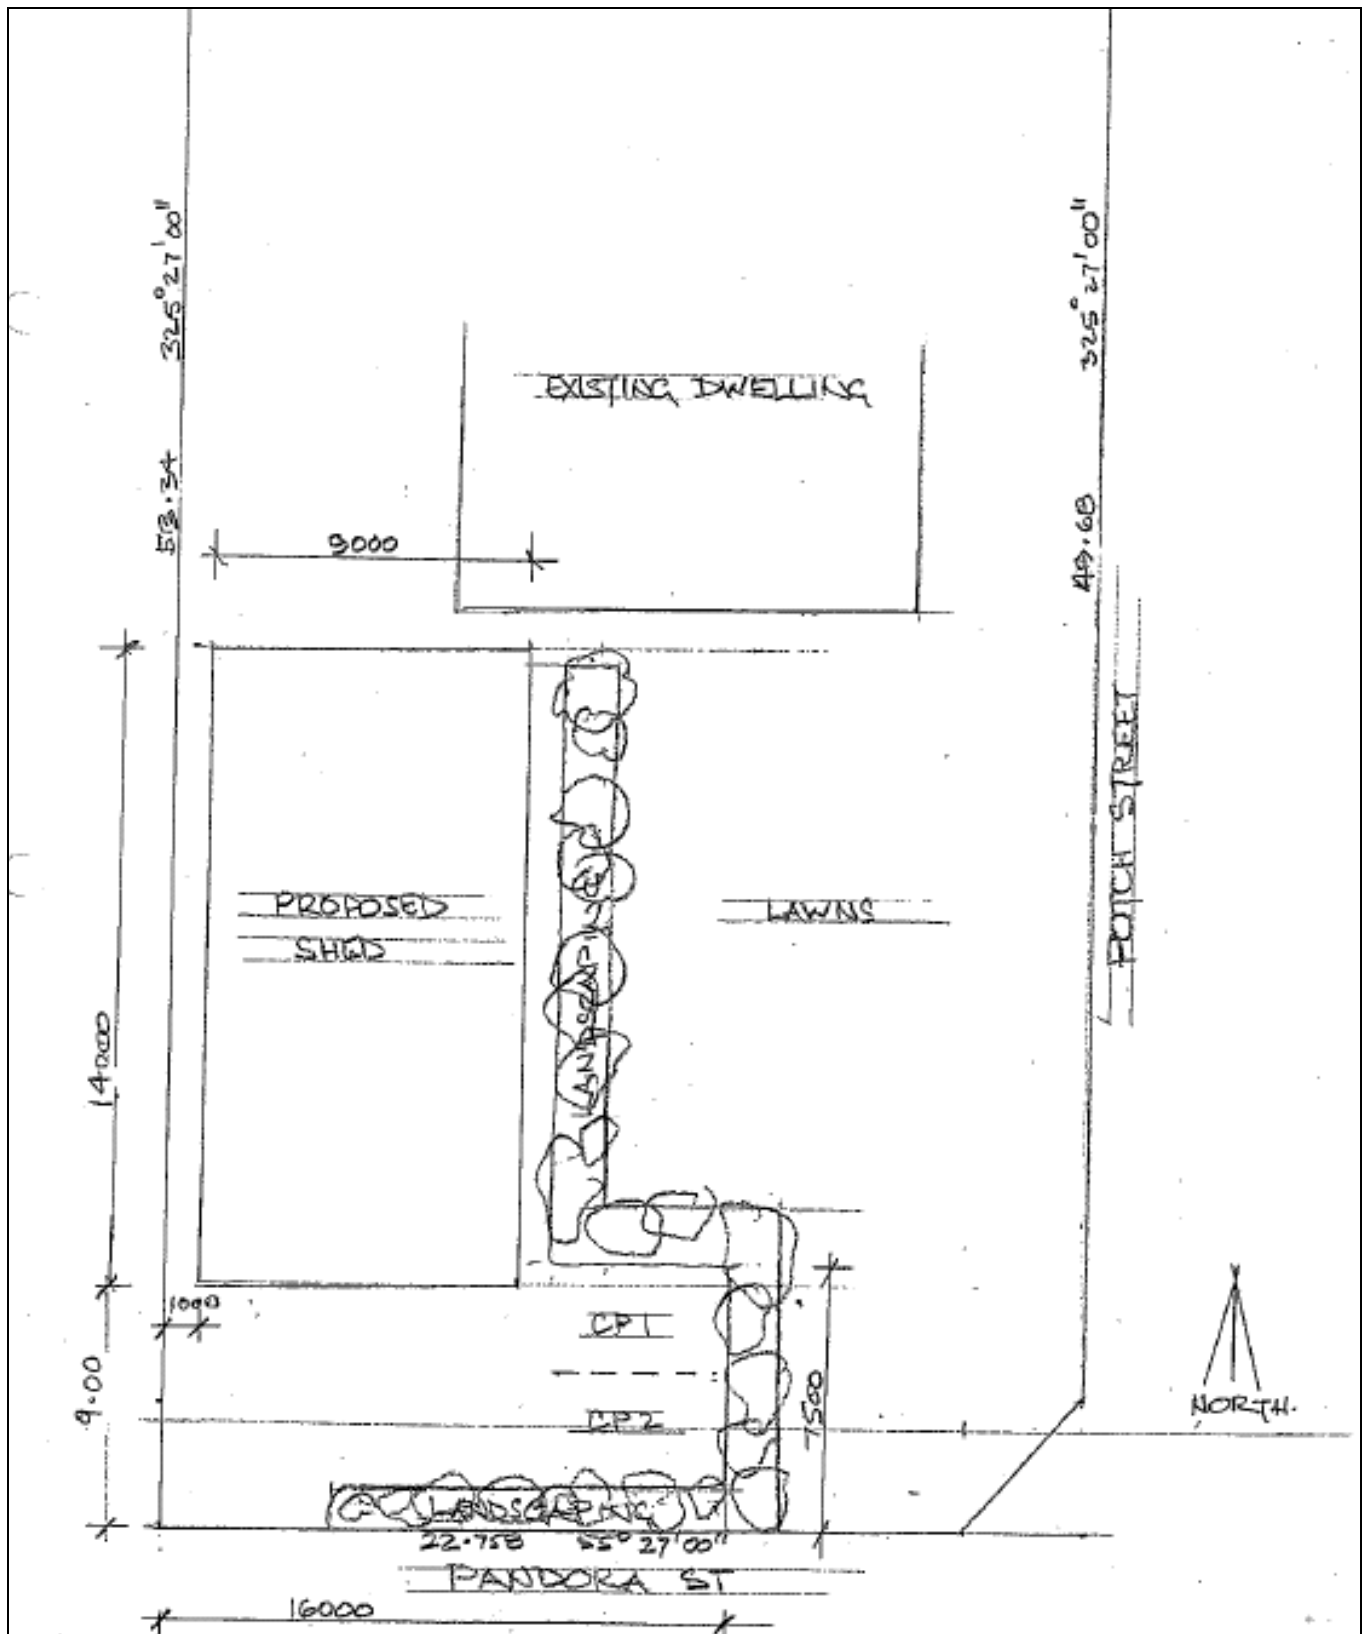 325°27'00"
325°27'00"
EXISTING DWELLING
53.34
49.68
9000
POTCH STREET
PROPOSED
SHED
LAWNS
LANDSCAPING
14000
1000
CP1
9.00
7500
CP2
NORTH.
LANDSCAPING
22.758 55°27'00"
PANDORA ST
16000